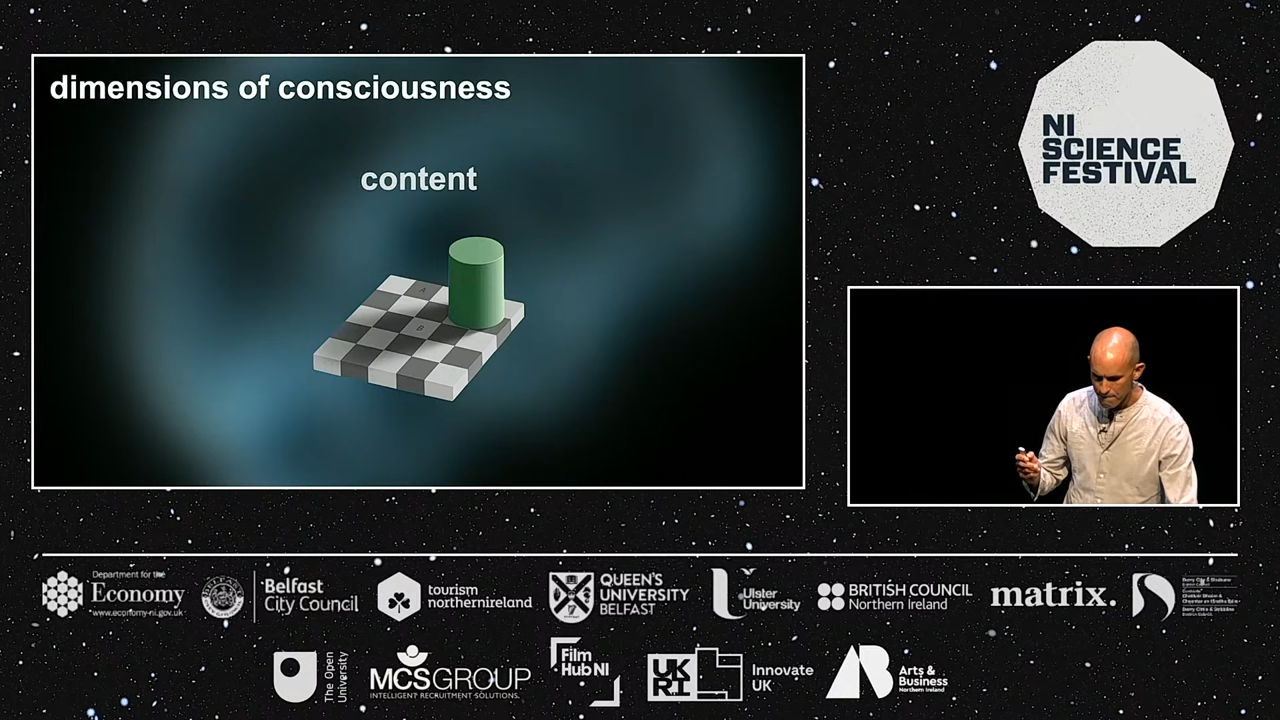 dimensions of consciousness
content
A
B
NI
SCIENCE
FESTIVAL
Department for the
Economy
www.economy-ni.gov.uk
Belfast
City Council
tourism
northernireland
QUEEN'S
UNIVERSITY
BELFAST
Ulster
University
BRITISH COUNCIL
Northern Ireland
matrix.
The Open
University
MCSGROUP
INTELLIGENT RECRUITMENT SOLUTIONS.
Film
Hub NI
UK
RI
Innovate
UK
Arts &
Business
Northern Ireland